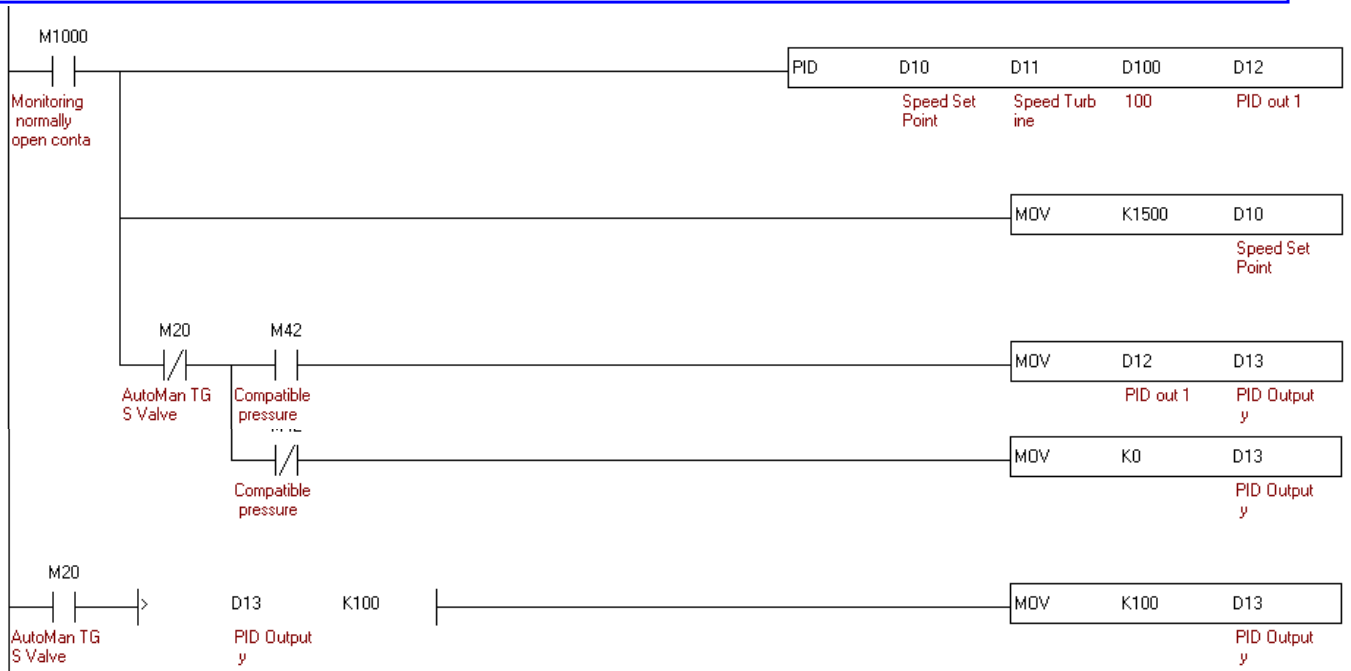 M1000
PID D10 D11 D100 D12
Monitoring
normally
open conta
Speed Set
Point
Speed Turb
ine
100
PID out 1
MOV K1500 D10
Speed Set
Point
M20 M42
MOV D12 D13
AutoMan TG
S Valve
Compatible
pressure
PID out 1
PID Output
y
MOV K0 D13
Compatible
pressure
PID Output
y
M20
> D13 K100
MOV K100 D13
AutoMan TG
S Valve
PID Output
y
PID Output
y